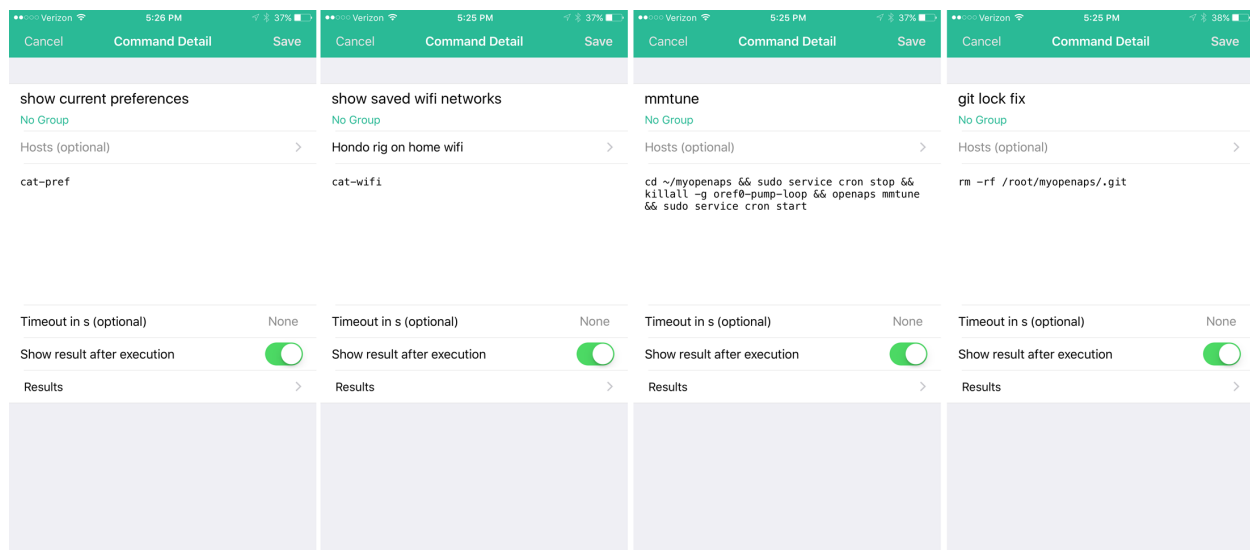 Verizon 5:26 PM 37%
Cancel Command Detail Save
show current preferences
No Group
Hosts (optional)
cat-pref
Timeout in s (optional) None
Show result after execution
Results
Verizon 5:25 PM 37%
Cancel Command Detail Save
show saved wifi networks
No Group
Hondo rig on home wifi
cat-wifi
Timeout in s (optional) None
Show result after execution
Results
Verizon 5:25 PM 37%
Cancel Command Detail Save
mmtune
No Group
Hosts (optional)
cd ~/myopenaps && sudo service cron stop &&
killall -g oref0-pump-loop && openaps mmtune
&& sudo service cron start
Timeout in s (optional) None
Show result after execution
Results
Verizon 5:25 PM 38%
Cancel Command Detail Save
git lock fix
No Group
Hosts (optional)
rm -rf /root/myopenaps/.git
Timeout in s (optional) None
Show result after execution
Results